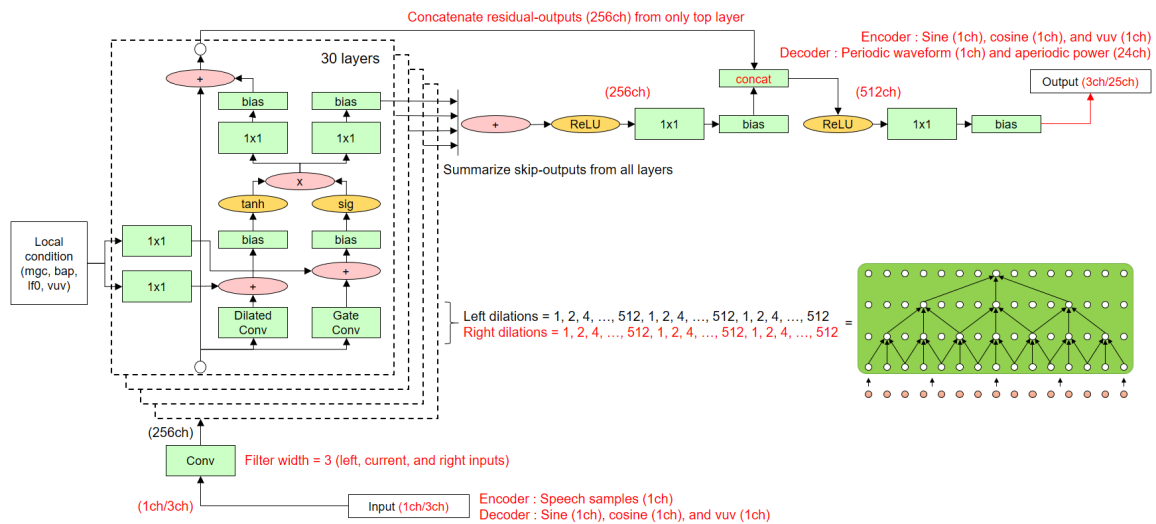 Concatenate residual-outputs (256ch) from only top layer
Encoder : Sine (1ch), cosine (1ch), and vuv (1ch)
Decoder : Periodic waveform (1ch) and aperiodic power (24ch)
30 layers
+
concat
Output (3ch/25ch)
bias
bias
(256ch)
(512ch)
1x1
1x1
+
ReLU
1x1
bias
ReLU
1x1
bias
Summarize skip-outputs from all layers
x
tanh
sig
Local
condition
(mgc, bap,
lf0, vuv)
1x1
bias
bias
1x1
+
+
Dilated
Conv
Gate
Conv
Left dilations = 1, 2, 4, …, 512, 1, 2, 4, …, 512, 1, 2, 4, …, 512
Right dilations = 1, 2, 4, …, 512, 1, 2, 4, …, 512, 1, 2, 4, …, 512
=
(256ch)
Conv
Filter width = 3 (left, current, and right inputs)
(1ch/3ch)
Input (1ch/3ch)
Encoder : Speech samples (1ch)
Decoder : Sine (1ch), cosine (1ch), and vuv (1ch)